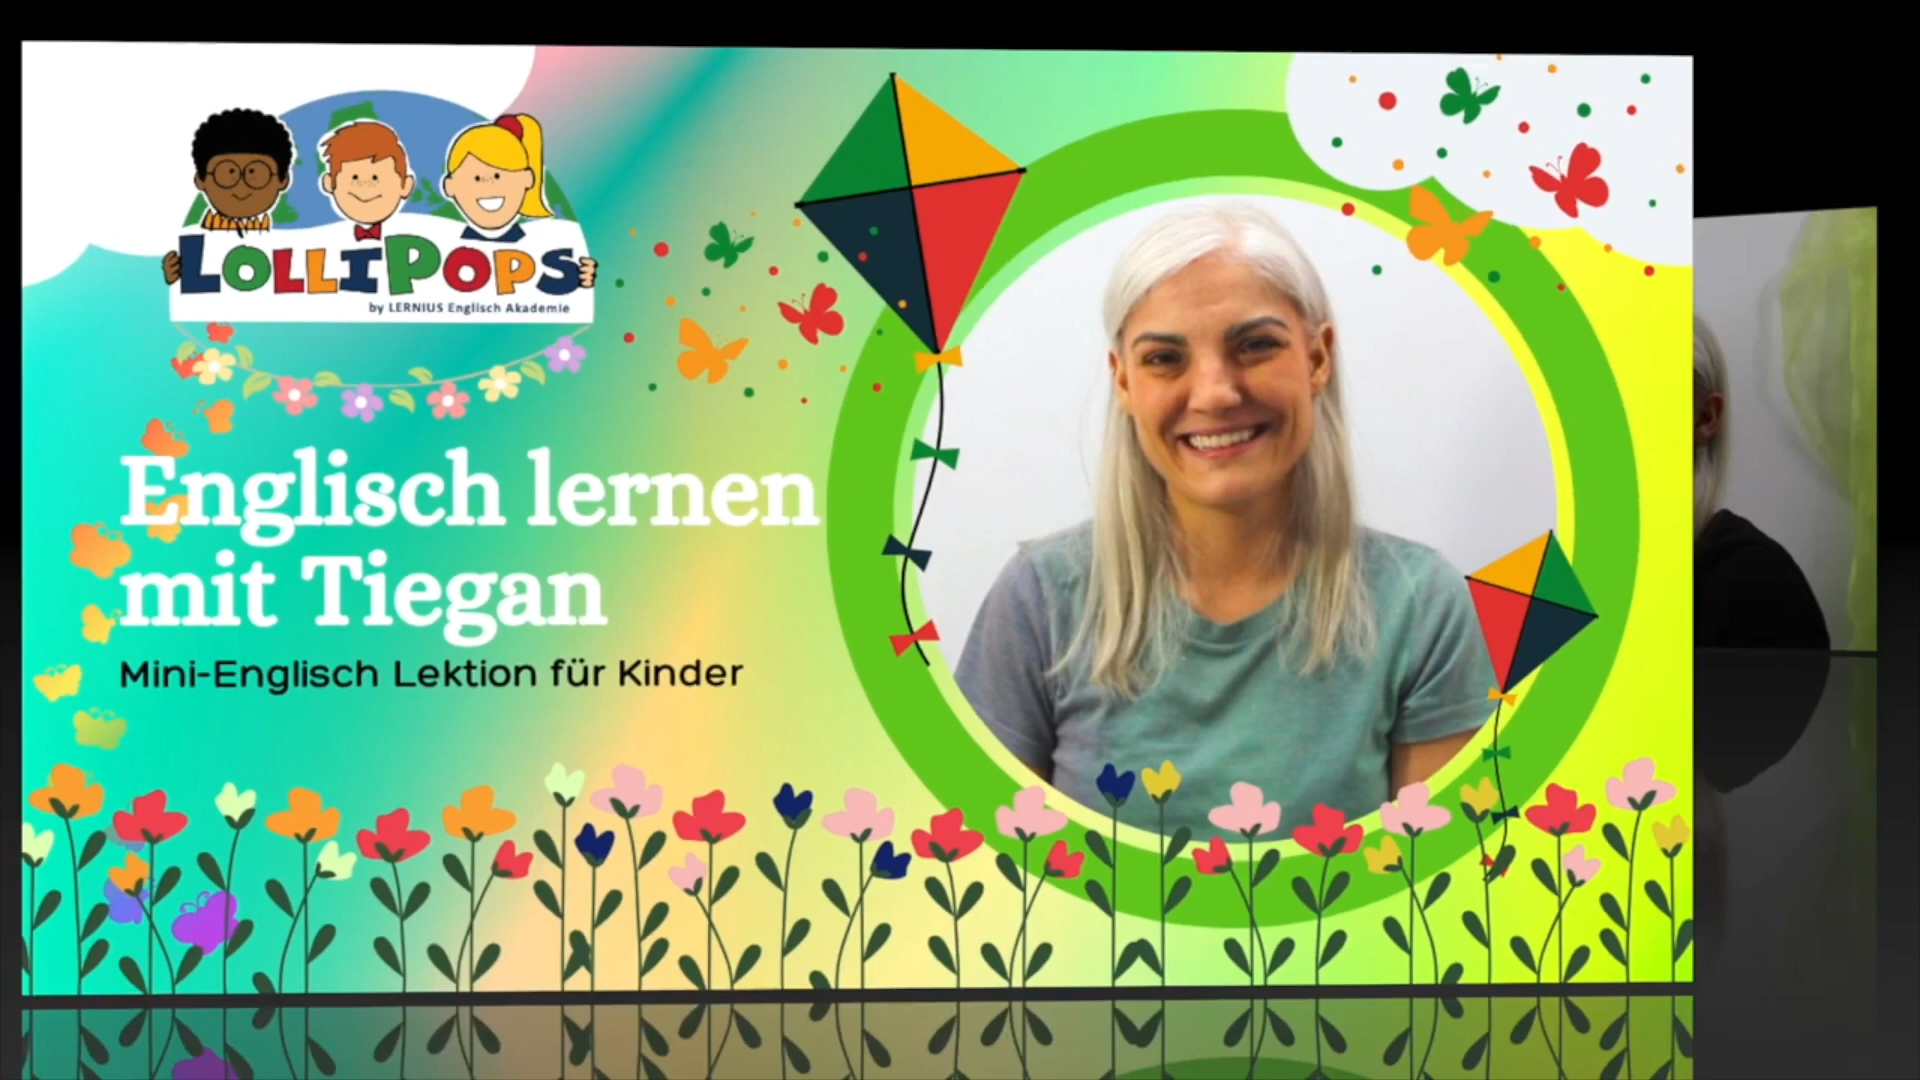 LOLLIPOPS
by LERNIUS Englisch Akademie
Englisch lernen
mit Tiegan
Mini-Englisch Lektion für Kinder